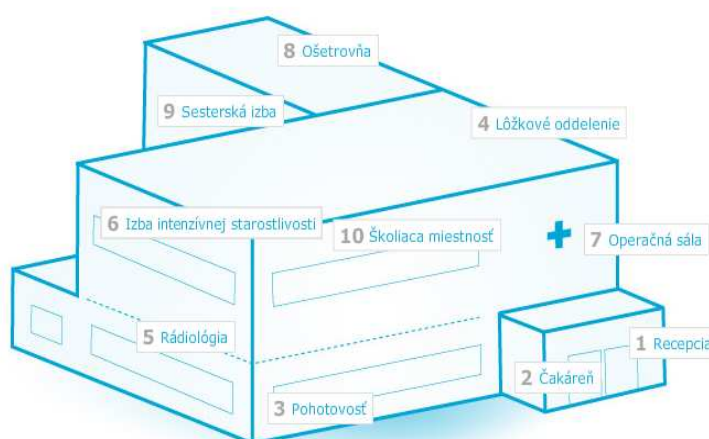 8 Ošetrovňa
9 Sesterská izba
4 Lôžkové oddelenie
6 Izba intenzívnej starostlivosti
10 Školiaca miestnosť
7 Operačná sála
5 Rádiológia
1 Recepcia
2 Čakáreň
3 Pohotovosť